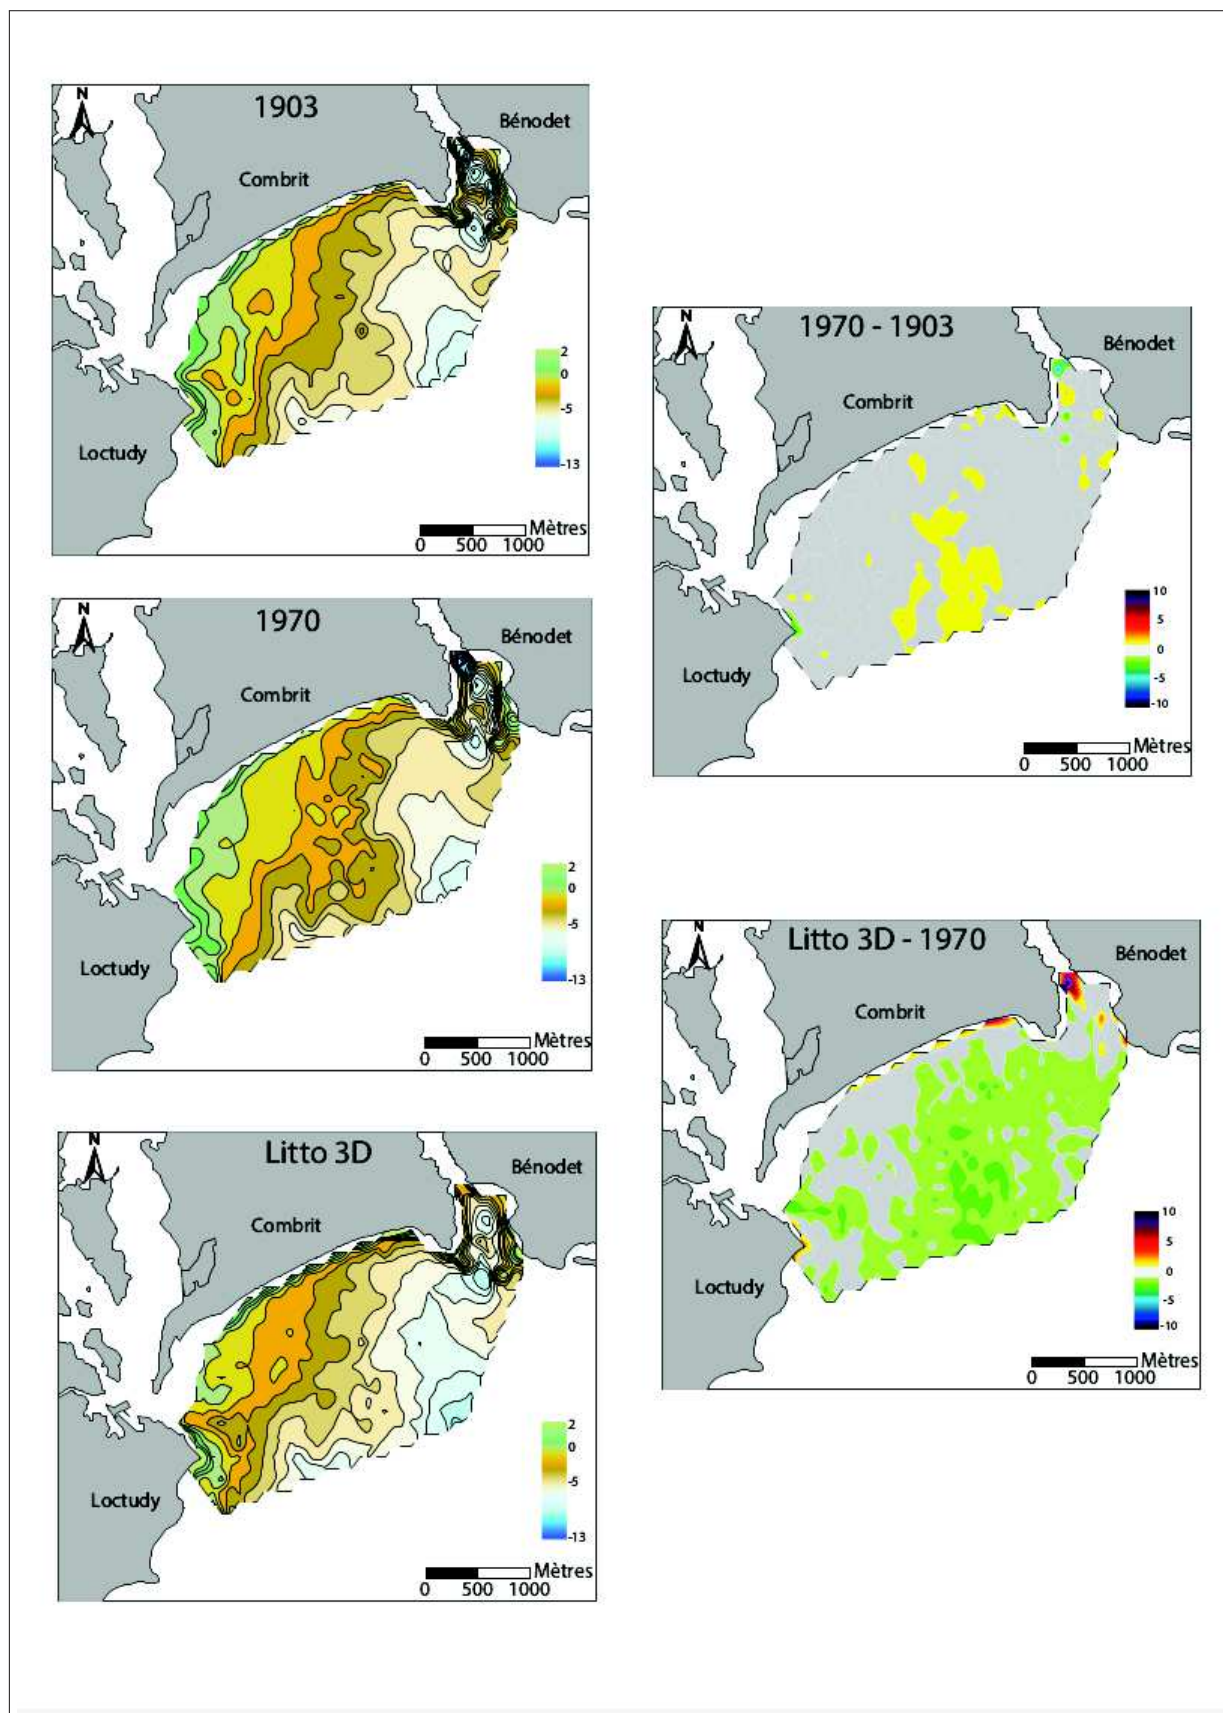 1903
N
Bénodet
Combrit
Loctudy
2
0
-5
-13
Mètres
0 500 1000
1970 - 1903
N
Bénodet
Combrit
Loctudy
10
5
0
-5
-10
Mètres
0 500 1000
1970
N
Bénodet
Combrit
Loctudy
2
0
-5
-13
Mètres
0 500 1000
Litto 3D - 1970
N
Bénodet
Combrit
Loctudy
10
5
0
-5
-10
Mètres
0 500 1000
Litto 3D
N
Bénodet
Combrit
Loctudy
2
0
-5
-13
Mètres
0 500 1000